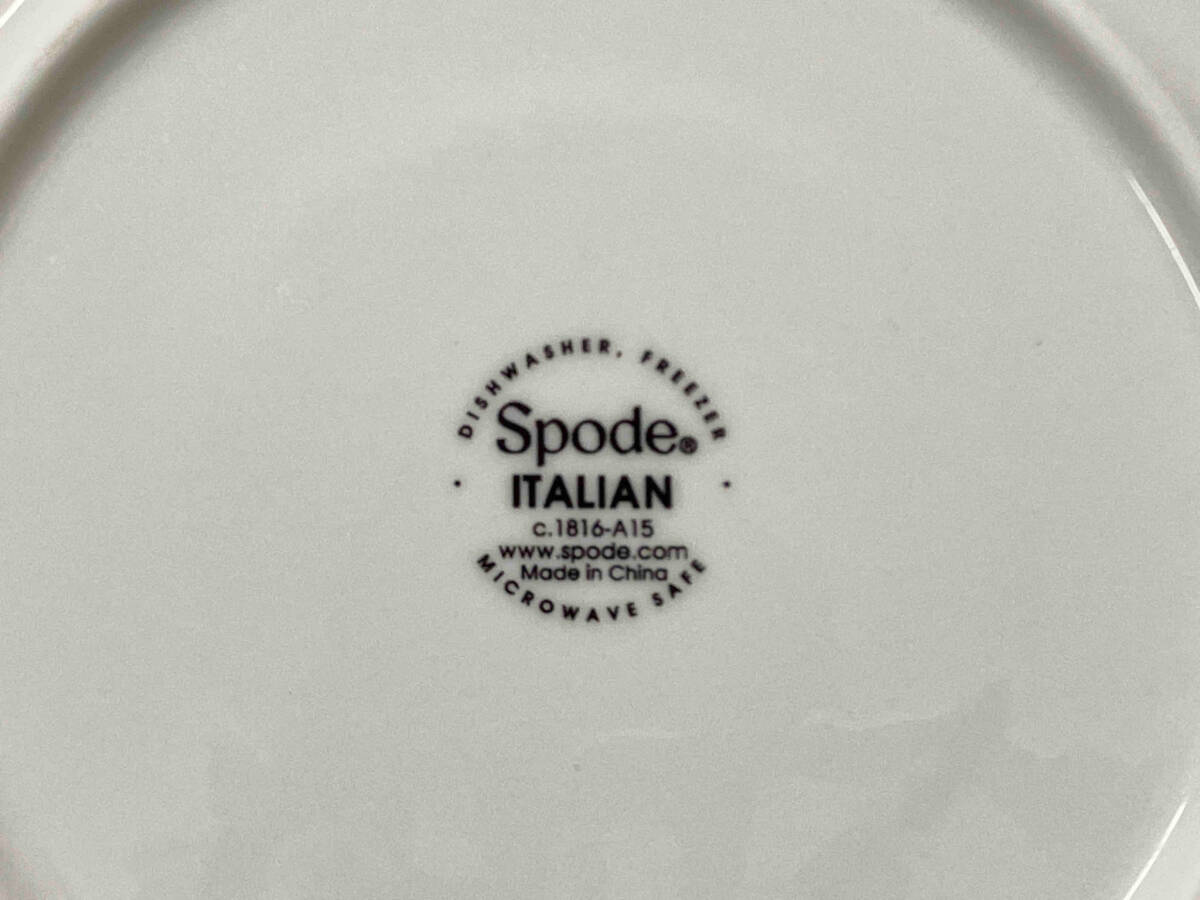 DISHWASHER, FREEZER
Spode®
ITALIAN
c.1816-A15
www.spode.com
Made in China
MICROWAVE SAFE